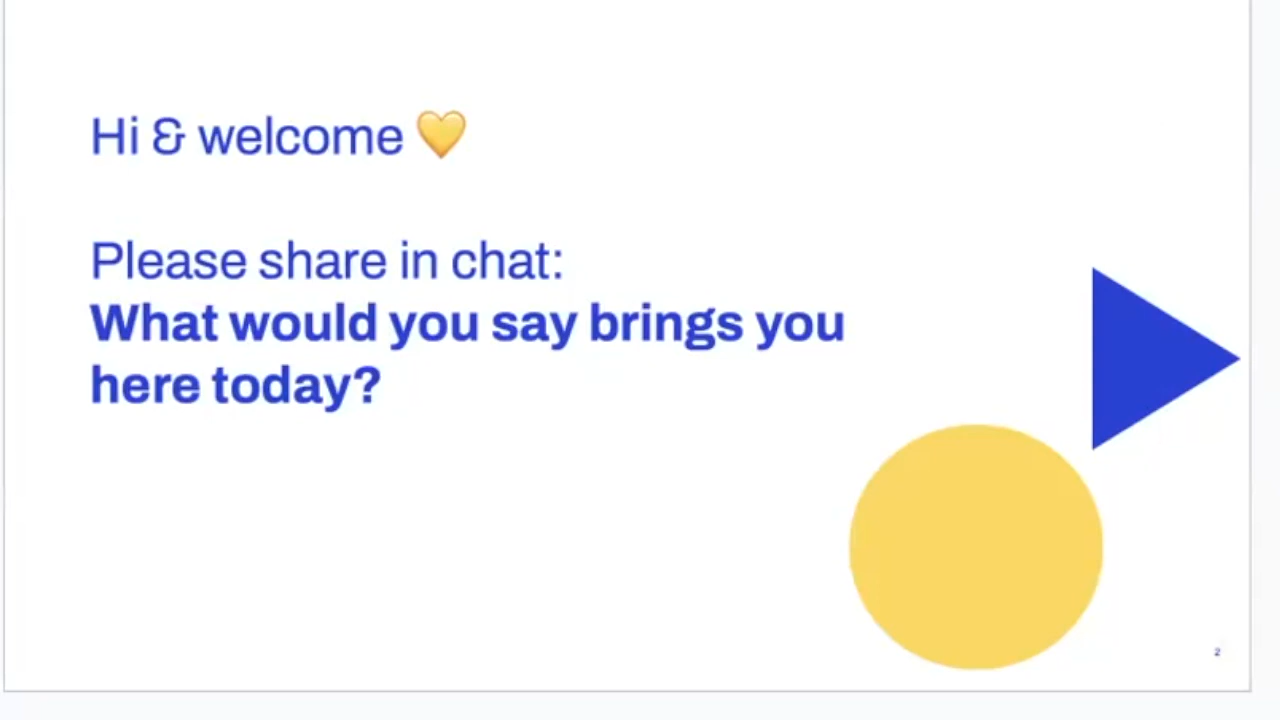 Hi & welcome 💛
Please share in chat:
What would you say brings you
here today?
2